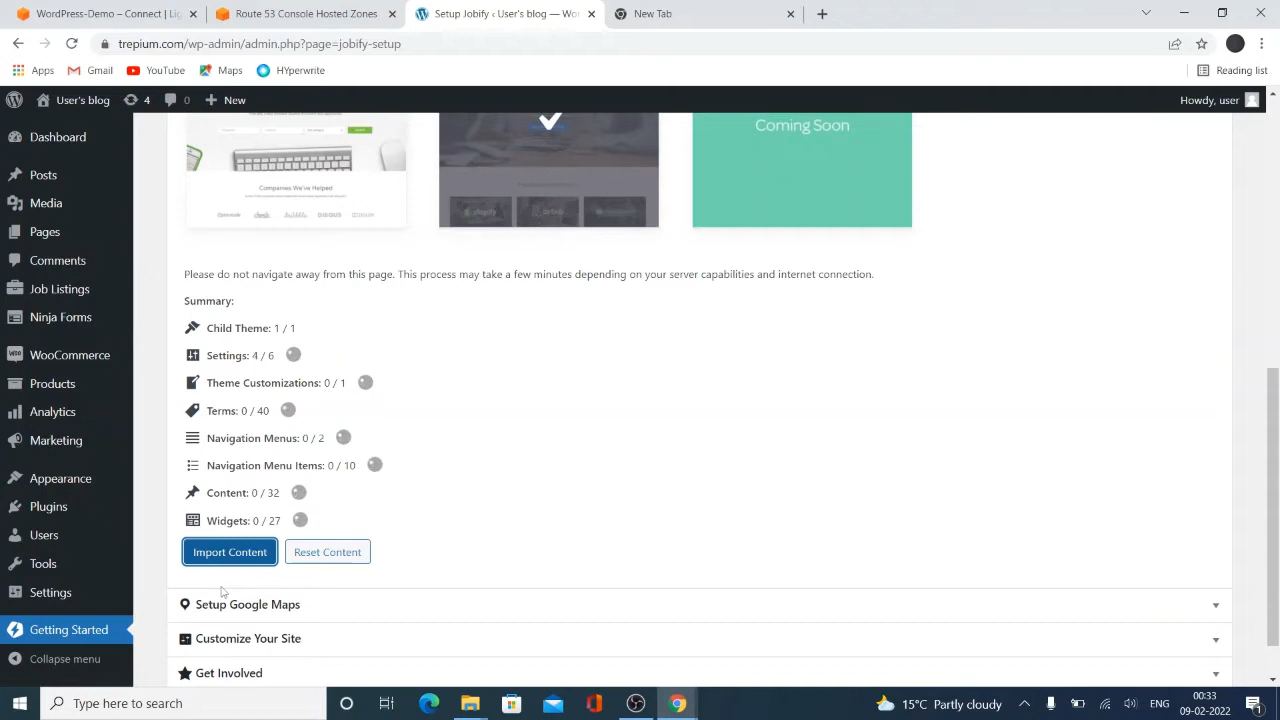 WordPress-Demo — Connect | Lig
Repium Server Hosted Zones
Setup Jobify ‹ User's blog — Wor
New Tab
trepium.com/wp-admin/admin.php?page=jobify-setup
Apps Gmail YouTube Maps HYperwrite Reading list
User's blog 4 0 New Howdy, user
Dashboard
Posts
Media
Pages
Comments
Job Listings
Ninja Forms
WooCommerce
Products
Analytics
Marketing
Appearance
Plugins
Users
Tools
Settings
Getting Started
Collapse menu
Companies We've Helped
Coming Soon
Please do not navigate away from this page. This process may take a few minutes depending on your server capabilities and internet connection.
Summary:
Child Theme: 1 / 1
Settings: 4 / 6
Theme Customizations: 0 / 1
Terms: 0 / 40
Navigation Menus: 0 / 2
Navigation Menu Items: 0 / 10
Content: 0 / 32
Widgets: 0 / 27
Import Content Reset Content
Setup Google Maps
Customize Your Site
Get Involved
Type here to search
15°C Partly cloudy
ENG
00:33
09-02-2022